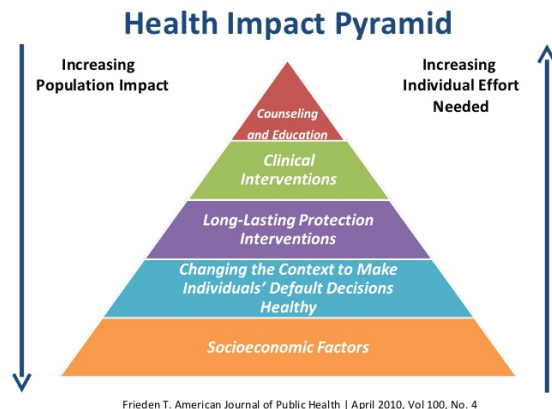 Health Impact Pyramid
Increasing
Population Impact
Increasing
Individual Effort
Needed
Counseling
and Education
Clinical
Interventions
Long-Lasting Protection
Interventions
Changing the Context to Make
Individuals’ Default Decisions
Healthy
Socioeconomic Factors
Frieden T. American Journal of Public Health | April 2010, Vol 100, No. 4